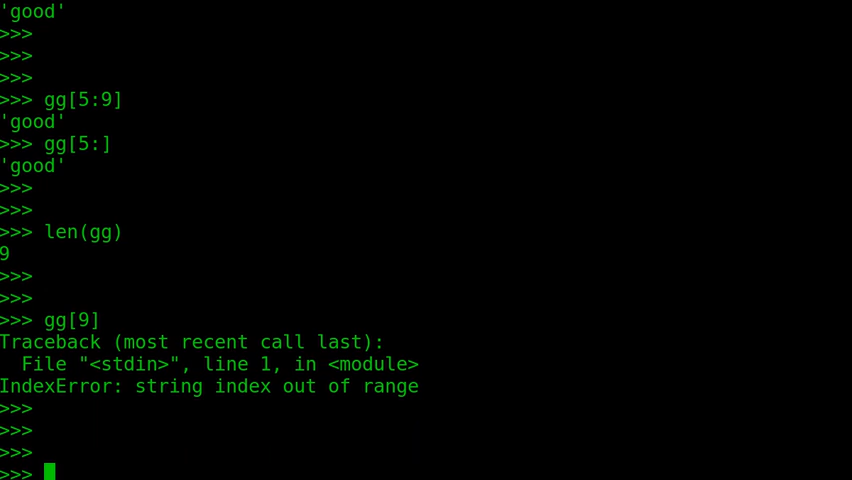 'good'
>>>
>>>
>>>
>>> gg[5:9]
'good'
>>> gg[5:]
'good'
>>>
>>>
>>> len(gg)
9
>>>
>>>
>>> gg[9]
Traceback (most recent call last):
  File "<stdin>", line 1, in <module>
IndexError: string index out of range
>>>
>>>
>>>
>>>